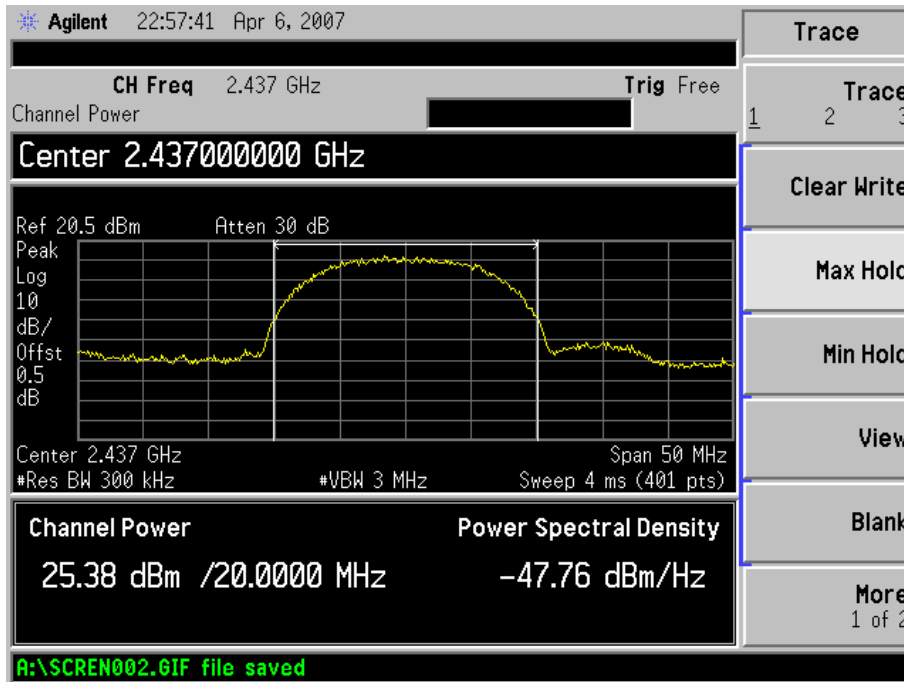 Agilent 22:57:41 Apr 6, 2007
Trace
CH Freq 2.437 GHz Trig Free
Channel Power
Trace
1 2 3
Center 2.437000000 GHz
Clear Write
Ref 20.5 dBm Atten 30 dB
Peak
Log
10
dB/
Offst
0.5
dB
Max Hold
Min Hold
Center 2.437 GHz Span 50 MHz
#Res BW 300 kHz #VBW 3 MHz Sweep 4 ms (401 pts)
View
Channel Power Power Spectral Density
25.38 dBm /20.0000 MHz -47.76 dBm/Hz
Blank
More
1 of 2
A:\SCREN002.GIF file saved